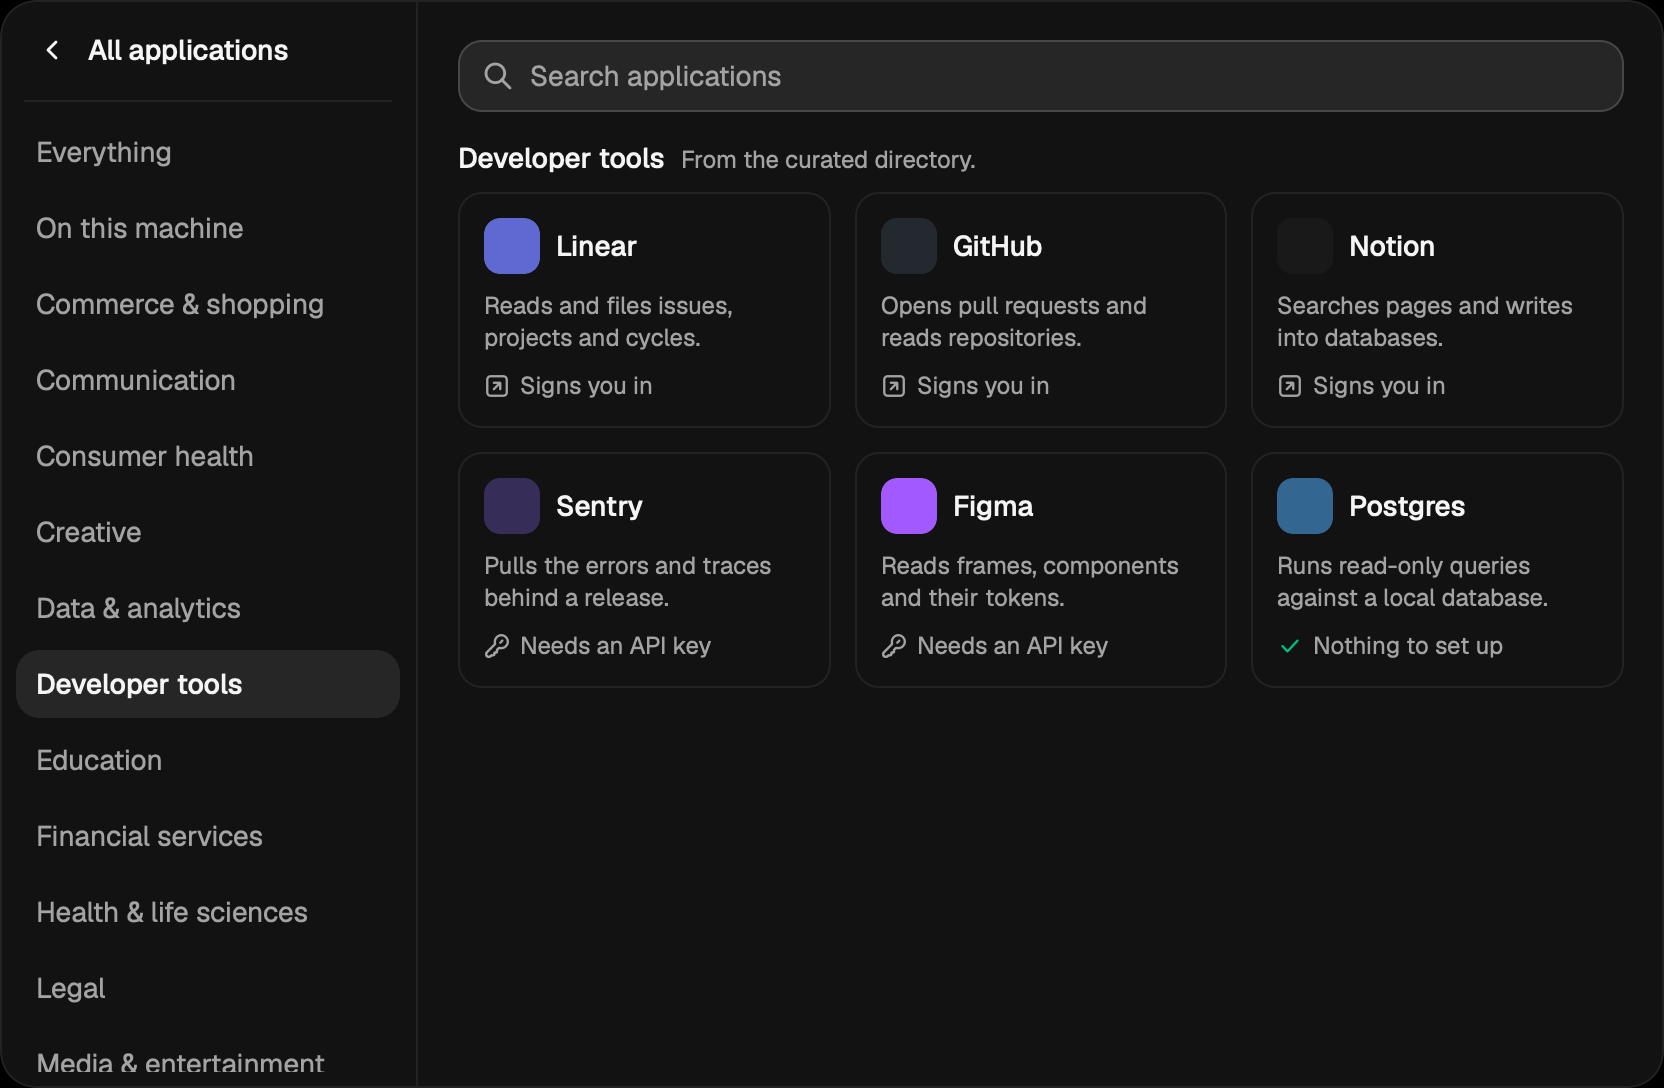 All applications
Everything
On this machine
Commerce & shopping
Communication
Consumer health
Creative
Data & analytics
Developer tools
Education
Financial services
Health & life sciences
Legal
Media & entertainment
Search applications
Developer tools From the curated directory.
Linear
Reads and files issues,
projects and cycles.
Signs you in
GitHub
Opens pull requests and
reads repositories.
Signs you in
Notion
Searches pages and writes
into databases.
Signs you in
Sentry
Pulls the errors and traces
behind a release.
Needs an API key
Figma
Reads frames, components
and their tokens.
Needs an API key
Postgres
Runs read-only queries
against a local database.
Nothing to set up